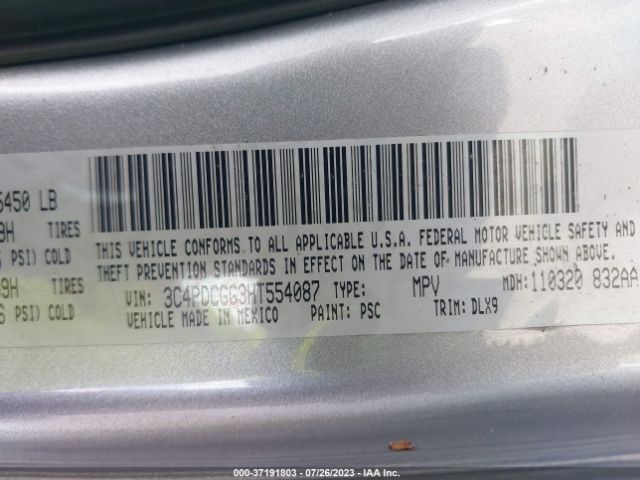 5450 LB
9H TIRES
PSI) COLD
9H TIRES
PSI) COLD
THIS VEHICLE CONFORMS TO ALL APPLICABLE U.S.A. FEDERAL MOTOR VEHICLE SAFETY AND
THEFT PREVENTION STANDARDS IN EFFECT ON THE DATE OF MANUFACTURE SHOWN ABOVE.
VIN: 3C4PDCGG3HT554087 TYPE: MPV MDH: 110320 832AA
VEHICLE MADE IN MEXICO PAINT: PSC TRIM: DLX9
000-37191803 - 07/26/2023 - IAA Inc.